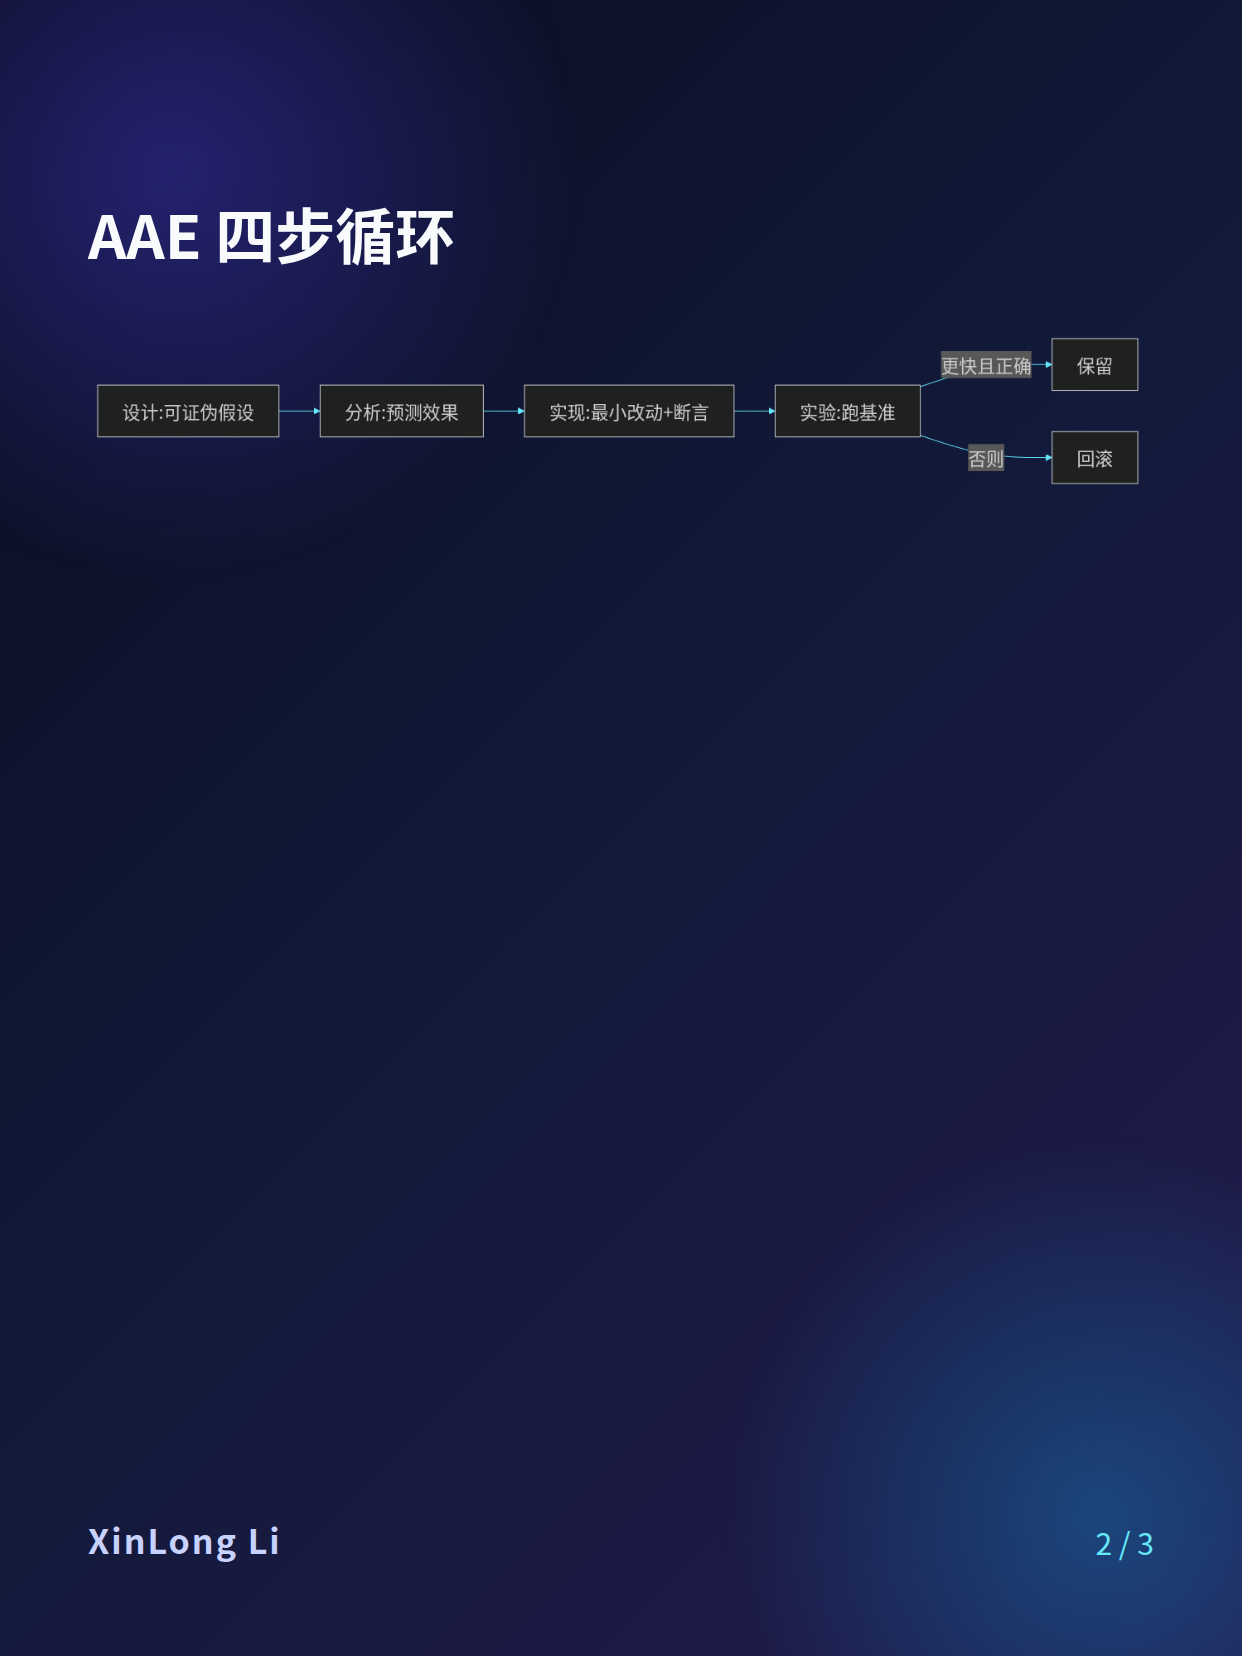 AAE 四步循环
设计:可证伪假设
分析:预测效果
实现:最小改动+断言
实验:跑基准
更快且正确
保留
否则
回滚
XinLong Li
2 / 3